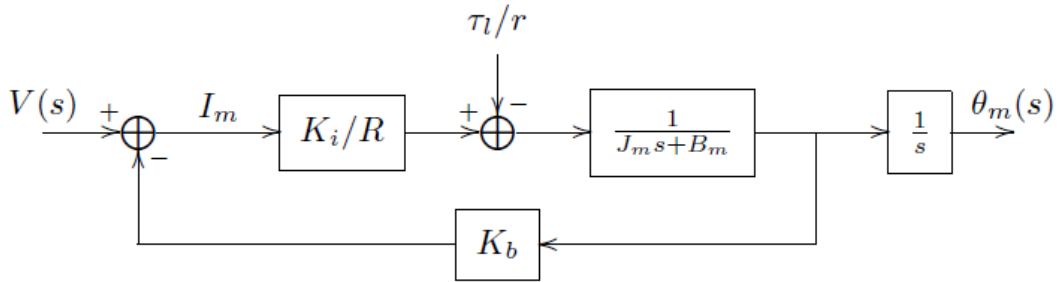 τ_l/r
V(s) + − I_m K_i/R + − 1/(J_m s+B_m) 1/s θ_m(s)
K_b